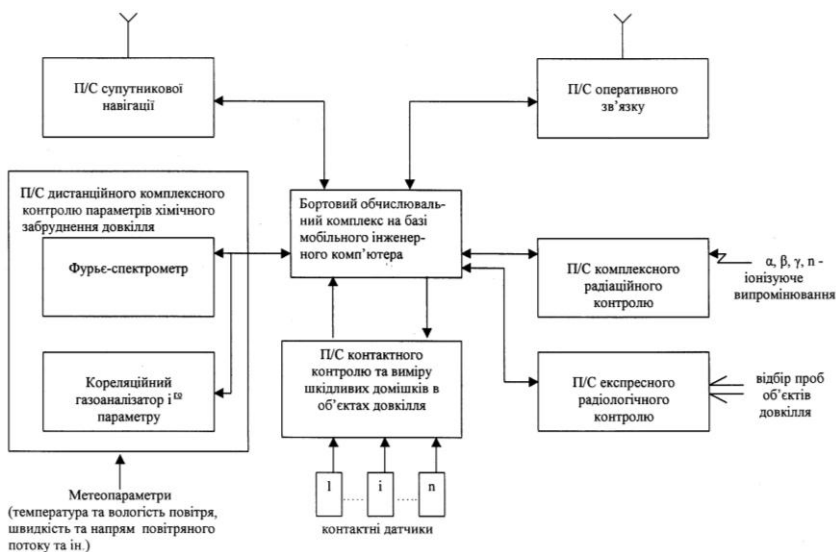 П/С супутникової
навігації
П/С оперативного
зв’язку
П/С дистанційного комплексного
контролю параметрів хімічного
забруднення довкілля
Фурьє-спектрометр
Кореляційний
газоаналізатор і
параметру
Бортовий обчислюваль-
ний комплекс на базі
мобільного інженер-
ного комп’ютера
П/С комплексного
радіаційного
контролю
α, β, γ, n -
іонізуюче
випромінювання
П/С контактного
контролю та виміру
шкідливих домішків в
об’єктах довкілля
П/С експресного
радіологічного
контролю
відбір проб
об’єктів
довкілля
Метеопараметри
(температура та вологість повітря,
швидкість та напрям повітряного
потоку та ін.)
1 i n
контактні датчики